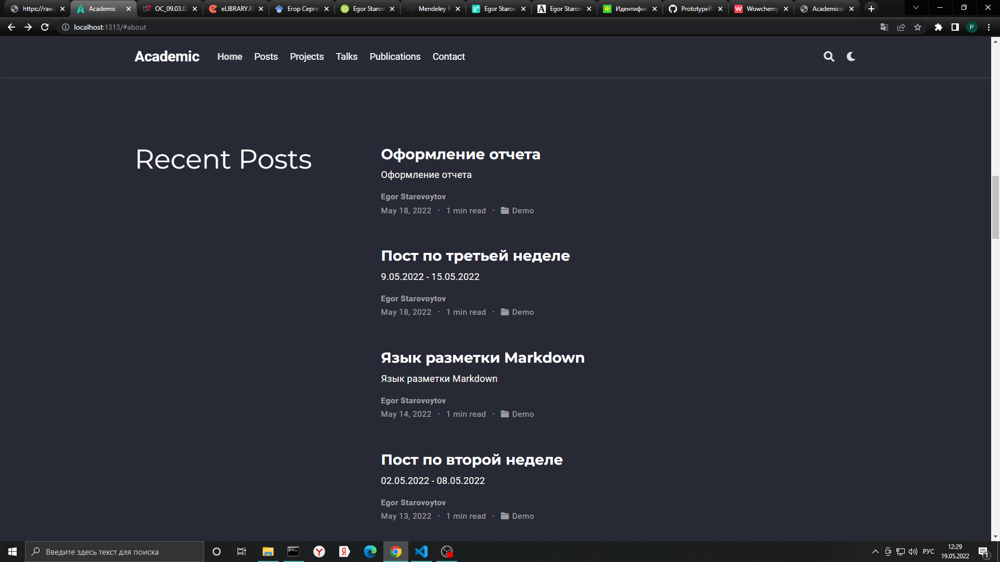 https://raw.
Academic
OC_09.03.03
eLIBRARY.R
Егор Серге
Egor Starov
Mendeley R
Egor Starov
Egor Starov
Идентифик
PrototypeRa
Wowchemy
Academicon
localhost:1313/#about
P
Academic
Home
Posts
Projects
Talks
Publications
Contact
Recent Posts
Оформление отчета
Оформление отчета
Egor Starovoytov
May 18, 2022 · 1 min read · Demo
Пост по третьей неделе
9.05.2022 - 15.05.2022
Egor Starovoytov
May 18, 2022 · 1 min read · Demo
Язык разметки Markdown
Язык разметки Markdown
Egor Starovoytov
May 14, 2022 · 1 min read · Demo
Пост по второй неделе
02.05.2022 - 08.05.2022
Egor Starovoytov
May 13, 2022 · 1 min read · Demo
Введите здесь текст для поиска
РУС
12:29
19.05.2022
1